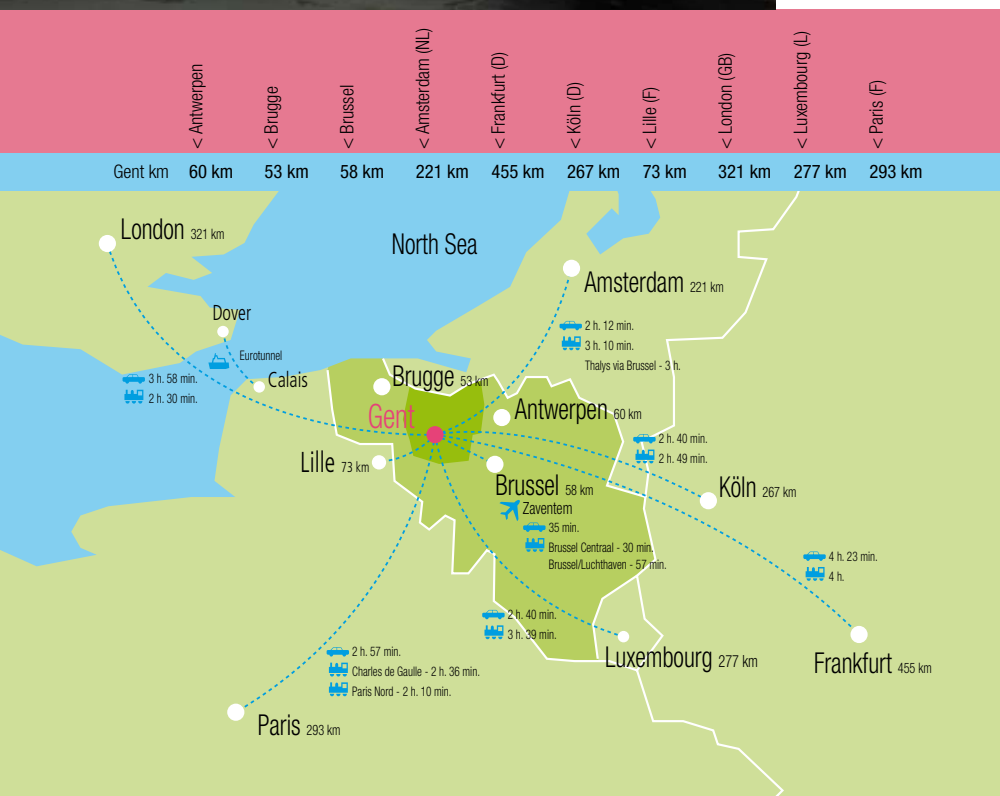 < Antwerpen
< Brugge
< Brussel
< Amsterdam (NL)
< Frankfurt (D)
< Köln (D)
< Lille (F)
< London (GB)
< Luxembourg (L)
< Paris (F)
Gent km 60 km 53 km 58 km 221 km 455 km 267 km 73 km 321 km 277 km 293 km
London 321 km
North Sea
Amsterdam 221 km
Dover
2 h. 12 min.
3 h. 10 min.
Thalys via Brussel - 3 h.
Eurotunnel
Calais
3 h. 58 min.
2 h. 30 min.
Brugge 53 km
Gent
Antwerpen 60 km
2 h. 40 min.
2 h. 49 min.
Lille 73 km
Brussel 58 km
Köln 267 km
Zaventem
35 min.
Brussel Centraal - 30 min.
Brussel/Luchthaven - 57 min.
4 h. 23 min.
4 h.
2 h. 40 min.
3 h. 39 min.
Luxembourg 277 km
Frankfurt 455 km
2 h. 57 min.
Charles de Gaulle - 2 h. 36 min.
Paris Nord - 2 h. 10 min.
Paris 293 km